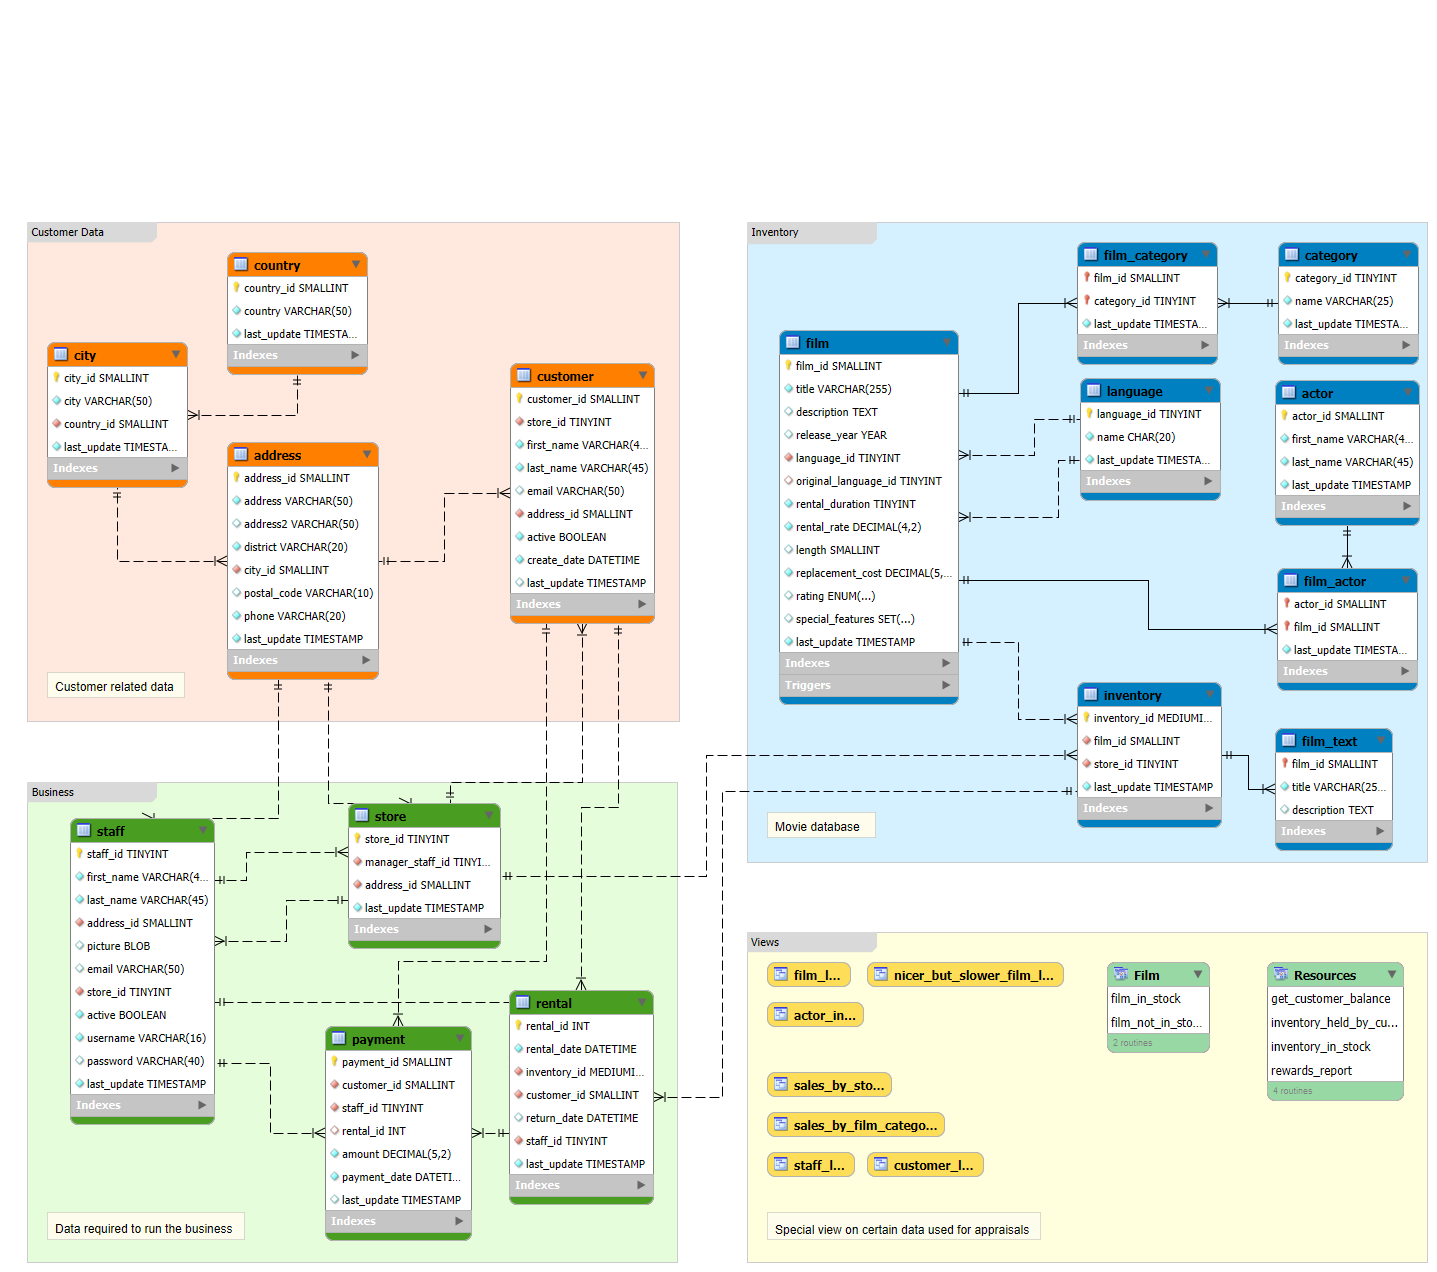 Customer Data
country
country_id SMALLINT
country VARCHAR(50)
last_update TIMESTA...
Indexes
city
city_id SMALLINT
city VARCHAR(50)
country_id SMALLINT
last_update TIMESTA...
Indexes
address
address_id SMALLINT
address VARCHAR(50)
address2 VARCHAR(50)
district VARCHAR(20)
city_id SMALLINT
postal_code VARCHAR(10)
phone VARCHAR(20)
last_update TIMESTAMP
Indexes
customer
customer_id SMALLINT
store_id TINYINT
first_name VARCHAR(4...
last_name VARCHAR(45)
email VARCHAR(50)
address_id SMALLINT
active BOOLEAN
create_date DATETIME
last_update TIMESTAMP
Indexes
Customer related data
Inventory
film
film_id SMALLINT
title VARCHAR(255)
description TEXT
release_year YEAR
language_id TINYINT
original_language_id TINYINT
rental_duration TINYINT
rental_rate DECIMAL(4,2)
length SMALLINT
replacement_cost DECIMAL(5,...
rating ENUM(...)
special_features SET(...)
last_update TIMESTAMP
Indexes
Triggers
film_category
film_id SMALLINT
category_id TINYINT
last_update TIMESTA...
Indexes
category
category_id TINYINT
name VARCHAR(25)
last_update TIMESTA...
Indexes
language
language_id TINYINT
name CHAR(20)
last_update TIMESTA...
Indexes
actor
actor_id SMALLINT
first_name VARCHAR(4...
last_name VARCHAR(45)
last_update TIMESTAMP
Indexes
film_actor
actor_id SMALLINT
film_id SMALLINT
last_update TIMESTA...
Indexes
inventory
inventory_id MEDIUMI...
film_id SMALLINT
store_id TINYINT
last_update TIMESTAMP
Indexes
film_text
film_id SMALLINT
title VARCHAR(25...
description TEXT
Indexes
Movie database
Business
staff
staff_id TINYINT
first_name VARCHAR(4...
last_name VARCHAR(45)
address_id SMALLINT
picture BLOB
email VARCHAR(50)
store_id TINYINT
active BOOLEAN
username VARCHAR(16)
password VARCHAR(40)
last_update TIMESTAMP
Indexes
store
store_id TINYINT
manager_staff_id TINYI...
address_id SMALLINT
last_update TIMESTAMP
Indexes
payment
payment_id SMALLINT
customer_id SMALLINT
staff_id TINYINT
rental_id INT
amount DECIMAL(5,2)
payment_date DATETI...
last_update TIMESTAMP
Indexes
rental
rental_id INT
rental_date DATETIME
inventory_id MEDIUMI...
customer_id SMALLINT
return_date DATETIME
staff_id TINYINT
last_update TIMESTAMP
Indexes
Data required to run the business
Views
film_l...
nicer_but_slower_film_l...
actor_in...
sales_by_sto...
sales_by_film_catego...
staff_l...
customer_l...
Film
film_in_stock
film_not_in_sto...
2 routines
Resources
get_customer_balance
inventory_held_by_cu...
inventory_in_stock
rewards_report
4 routines
Special view on certain data used for appraisals